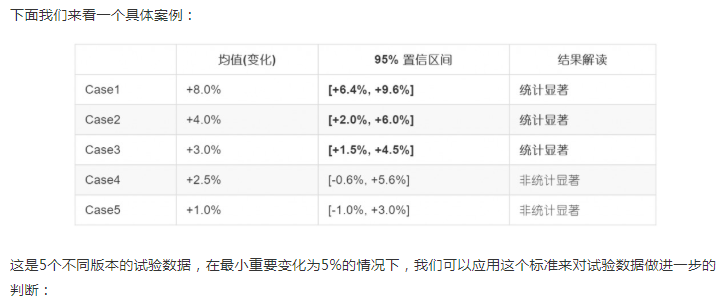 下面我们来看一个具体案例：
均值(变化) 95% 置信区间 结果解读
Case1 +8.0% [+6.4%, +9.6%] 统计显著
Case2 +4.0% [+2.0%, +6.0%] 统计显著
Case3 +3.0% [+1.5%, +4.5%] 统计显著
Case4 +2.5% [-0.6%, +5.6%] 非统计显著
Case5 +1.0% [-1.0%, +3.0%] 非统计显著
这是5个不同版本的试验数据，在最小重要变化为5%的情况下，我们可以应用这个标准来对试验数据做进一步的
判断：